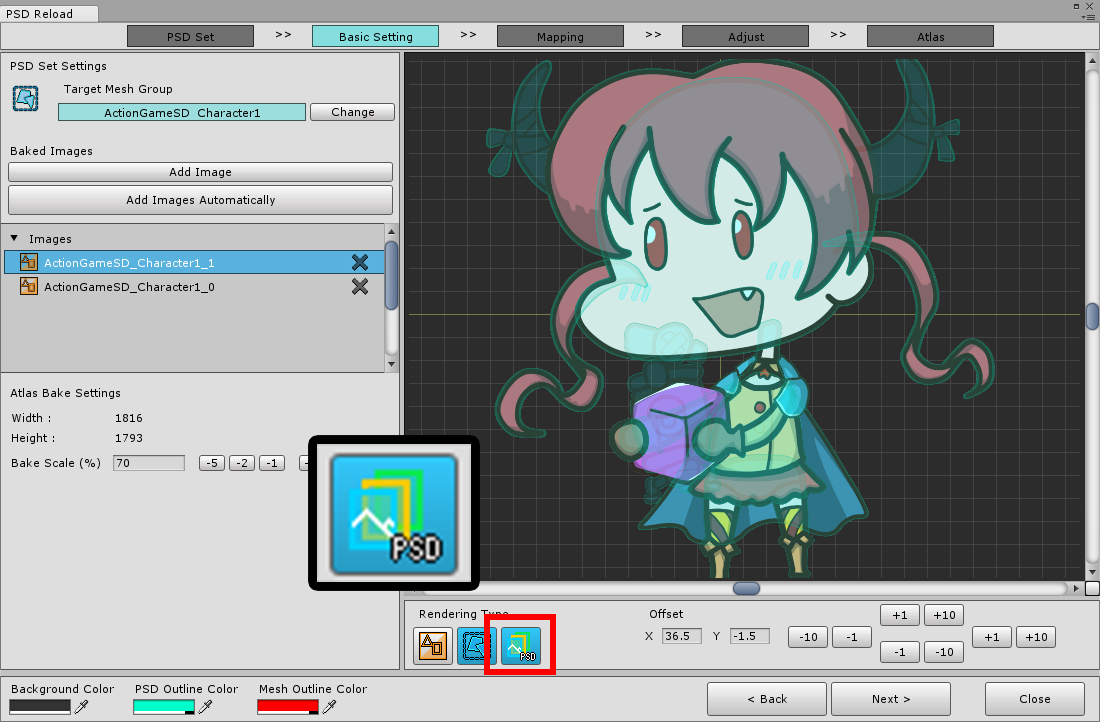 PSD Reload
PSD Set >> Basic Setting >> Mapping >> Adjust >> Atlas
PSD Set Settings
Target Mesh Group
ActionGameSD_Character1 Change
Baked Images
Add Image
Add Images Automatically
Images
ActionGameSD_Character1_1
ActionGameSD_Character1_0
Atlas Bake Settings
Width : 1816
Height : 1793
Bake Scale (%) 70 -5 -2 -1
PSD
Rendering Type
PSD
Offset
X 36.5 Y -1.5
-10 -1
+1 +10
-1 -10
+1 +10
Background Color PSD Outline Color Mesh Outline Color
< Back Next > Close